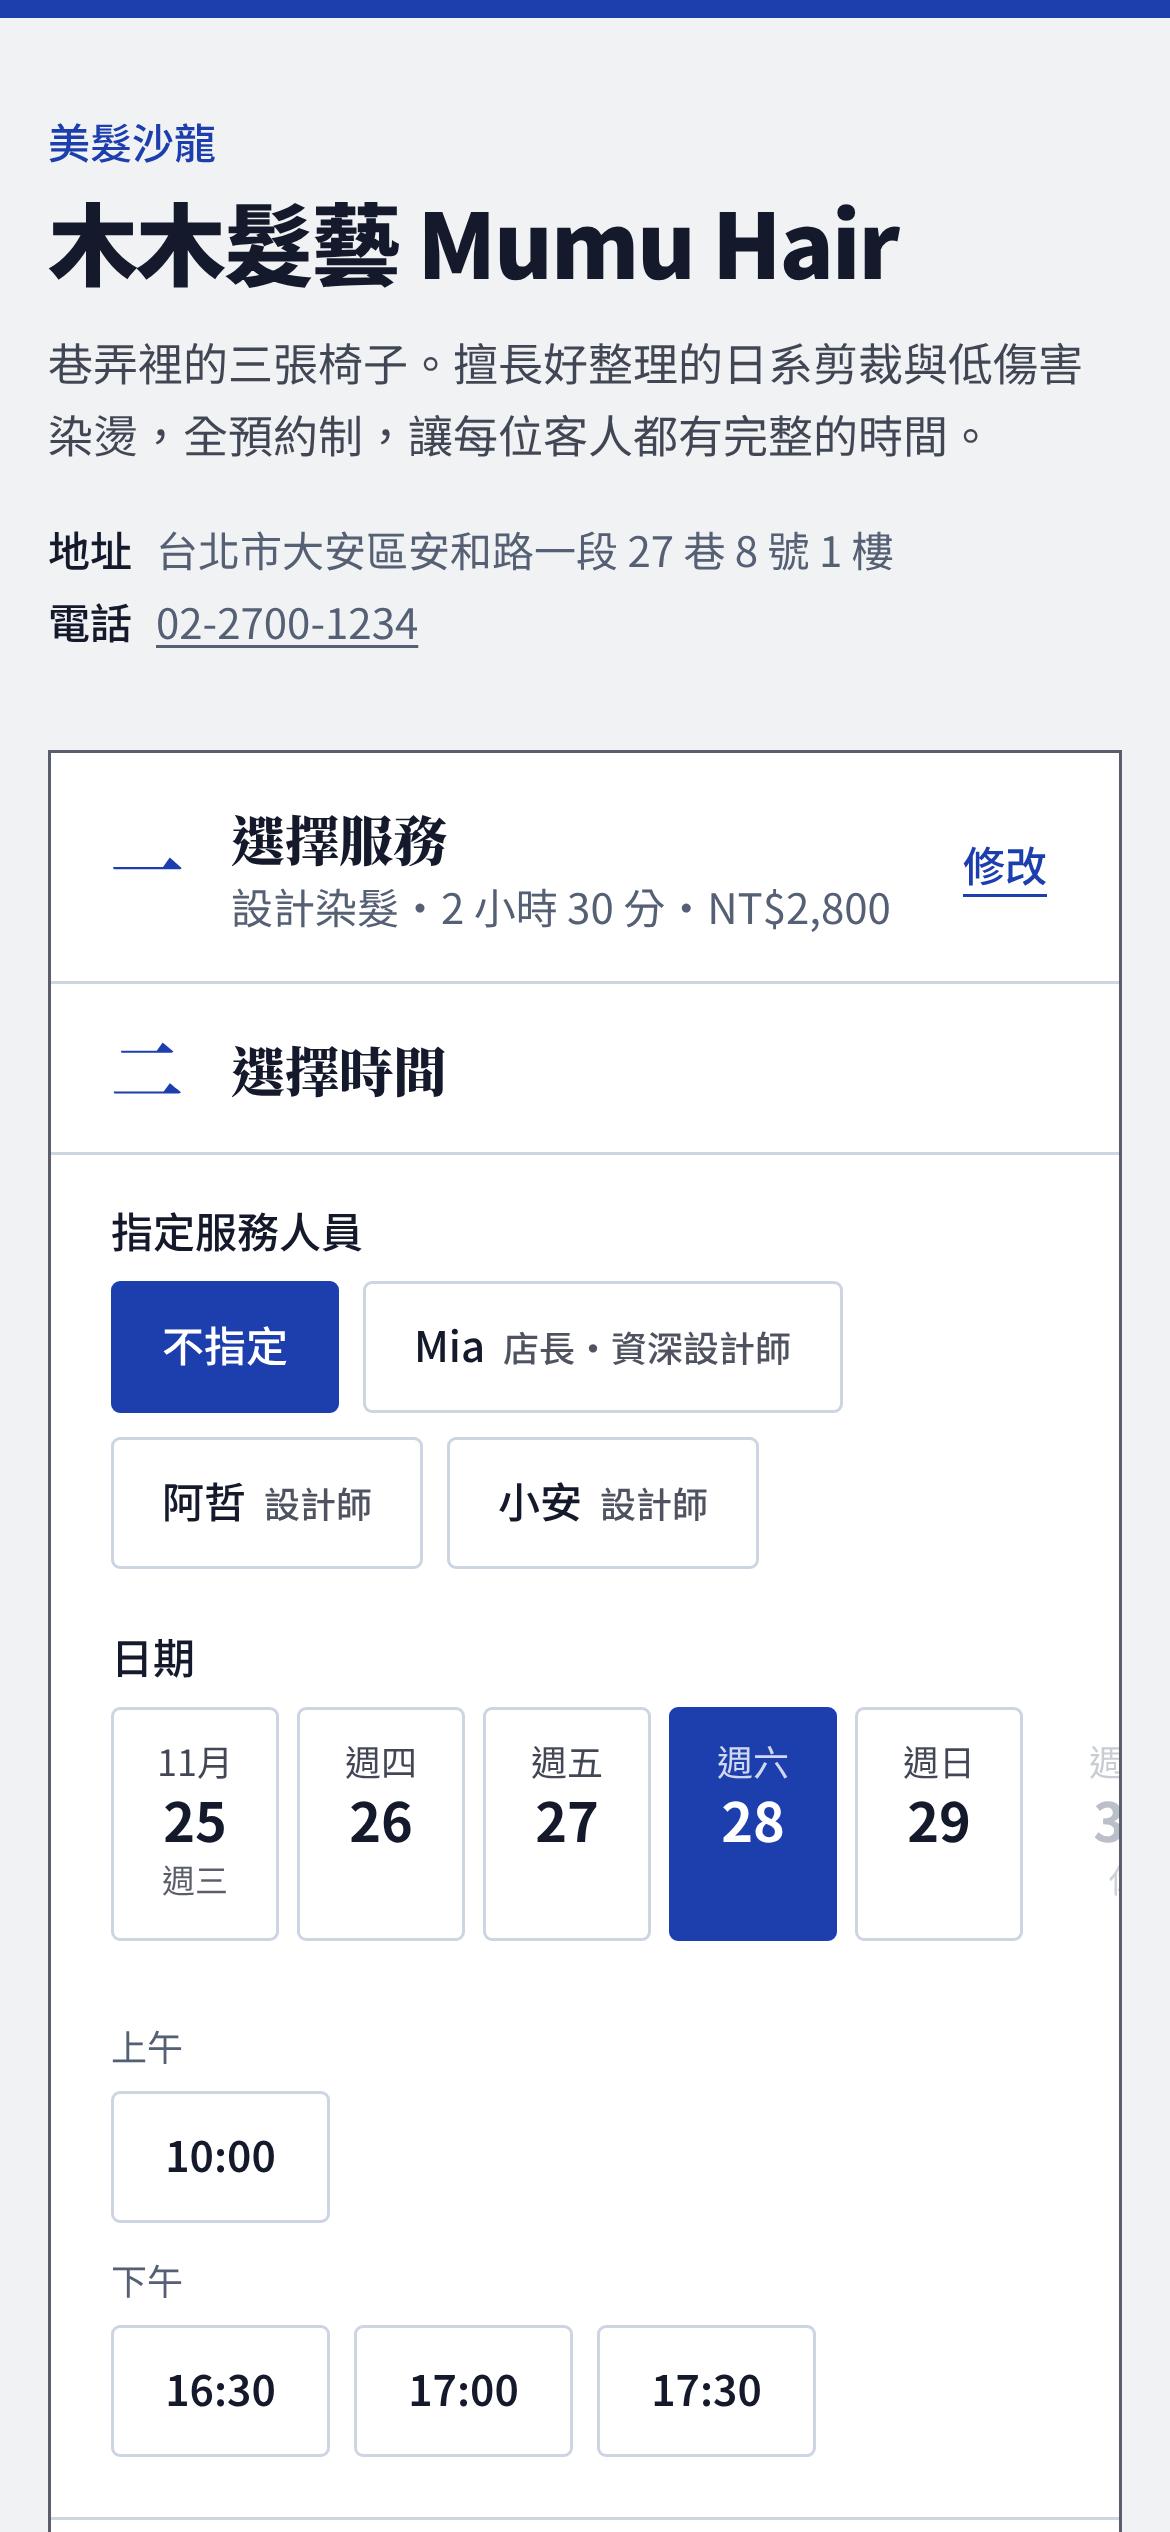 美髮沙龍
木木髮藝 Mumu Hair
巷弄裡的三張椅子。擅長好整理的日系剪裁與低傷害
染燙，全預約制，讓每位客人都有完整的時間。
地址 台北市大安區安和路一段 27 巷 8 號 1 樓
電話 02-2700-1234
一 選擇服務
設計染髮・2 小時 30 分・NT$2,800
修改
二 選擇時間
指定服務人員
不指定 Mia 店長・資深設計師
阿哲 設計師 小安 設計師
日期
11月 週四 週五 週六 週日 週
25 26 27 28 29 3
週三
上午
10:00
下午
16:30 17:00 17:30